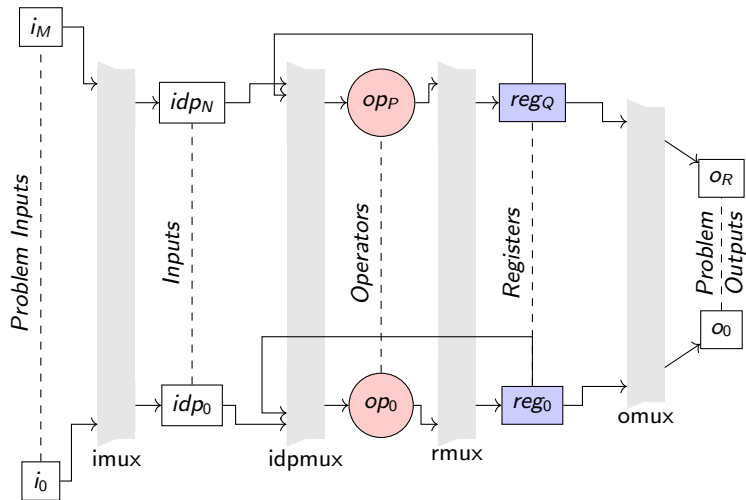 i_M
idp_N
op_P
reg_Q
o_R
Problem Inputs
Inputs
Operators
Registers
Problem
Outputs
o_0
idp_0
op_0
reg_0
omux
imux
idpmux
rmux
i_0